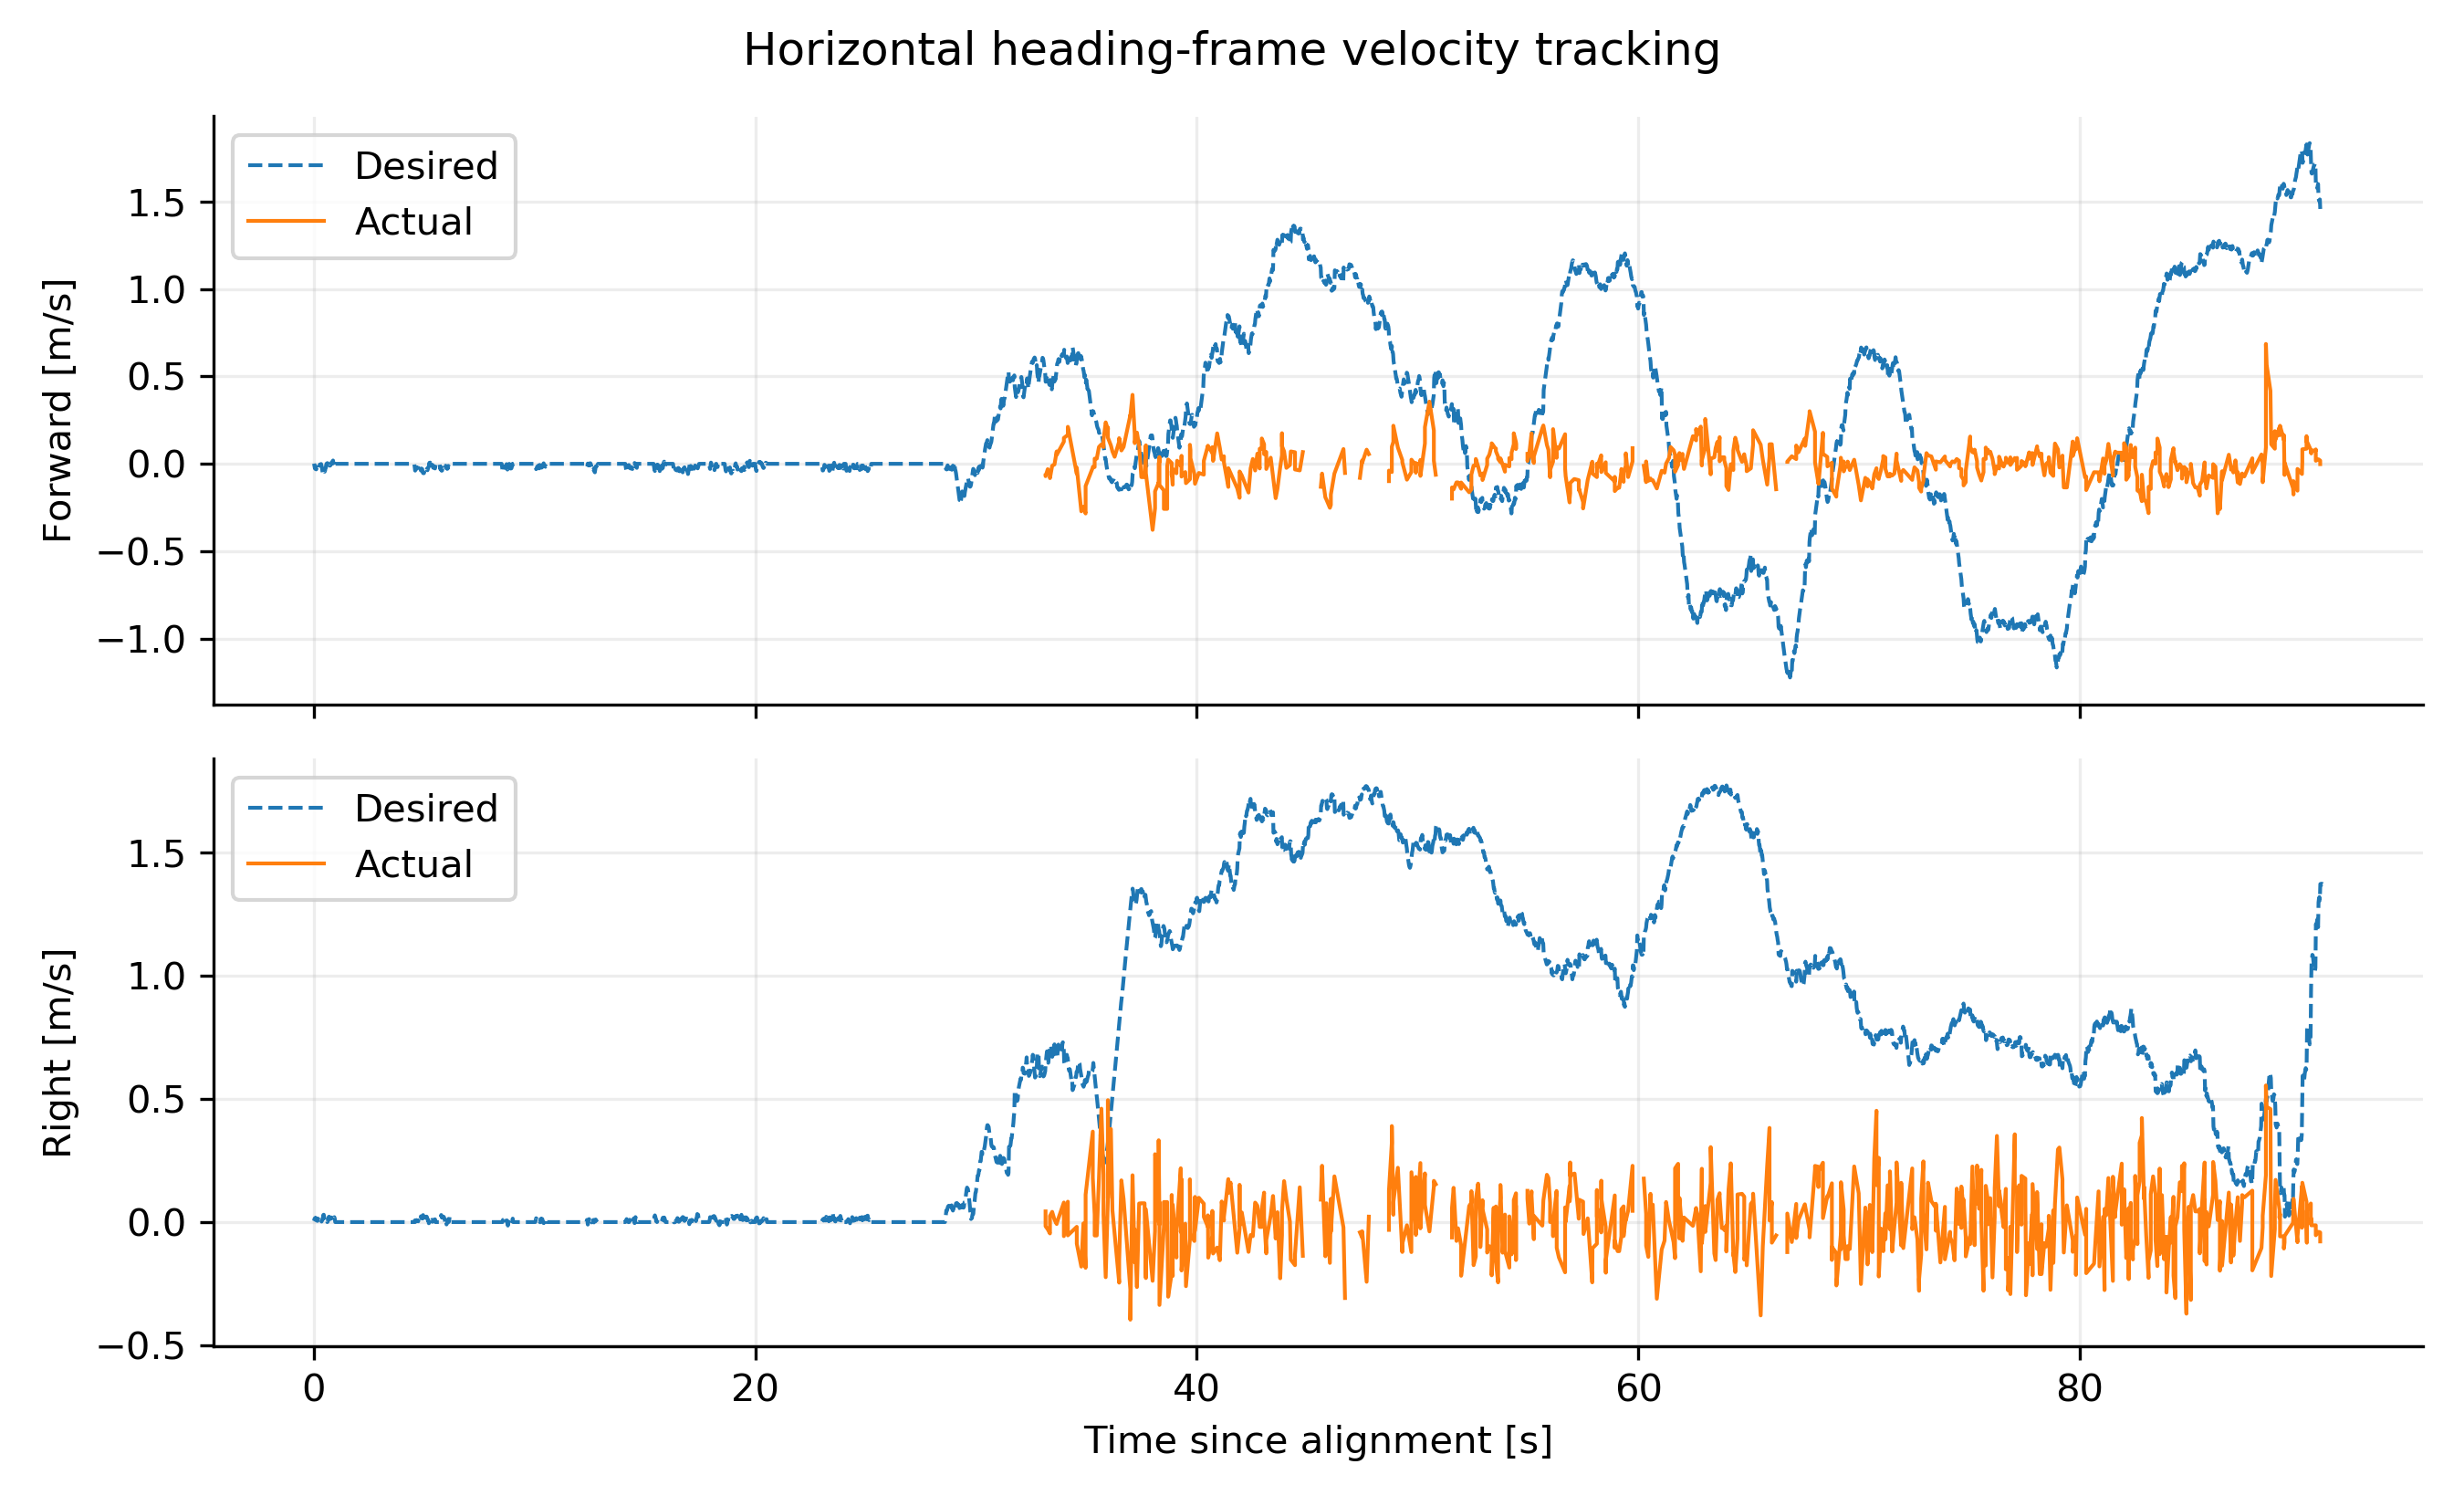 Horizontal heading-frame velocity tracking
Desired
Actual
Forward [m/s]
1.5
1.0
0.5
0.0
−0.5
−1.0
Desired
Actual
Right [m/s]
1.5
1.0
0.5
0.0
−0.5
0 20 40 60 80
Time since alignment [s]